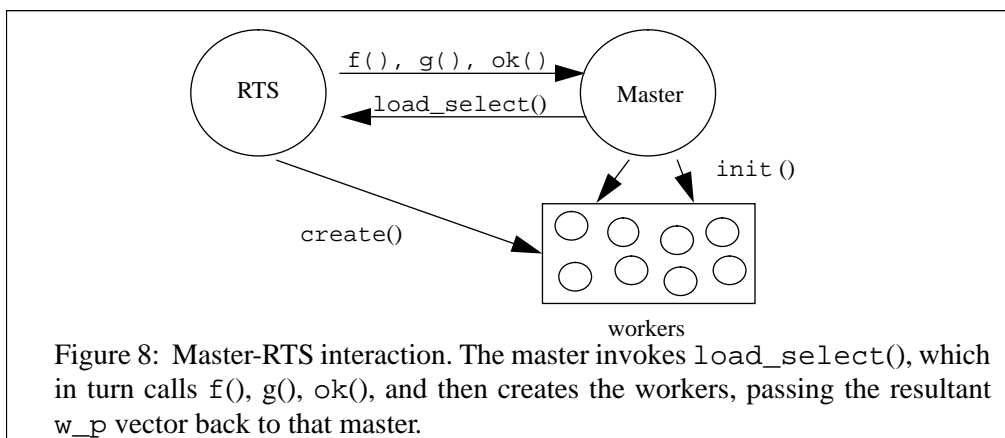 f(), g(), ok()
RTS
Master
load_select()
init ()
create()
workers
Figure 8: Master-RTS interaction. The master invokes load_select(), which
in turn calls f(), g(), ok(), and then creates the workers, passing the resultant
w_p vector back to that master.